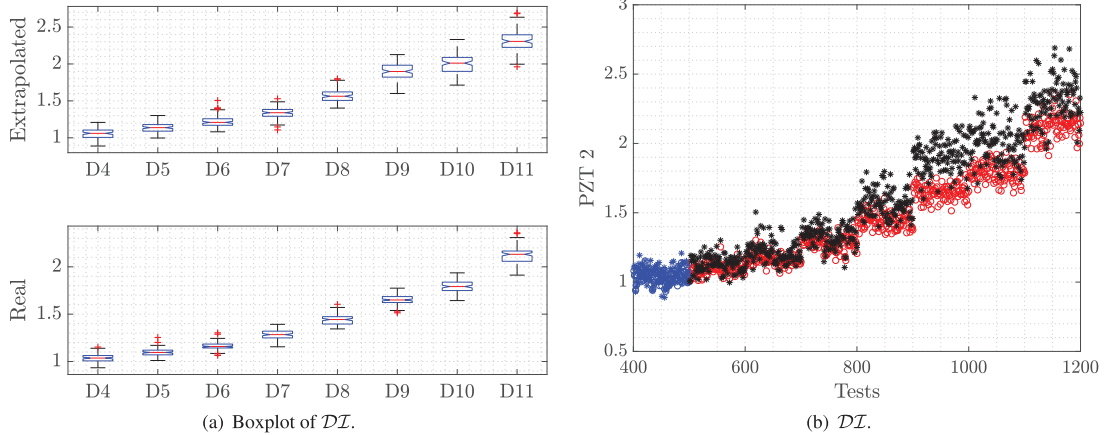 Extrapolated
2.5
2
1.5
1
D4 D5 D6 D7 D8 D9 D10 D11
Real
2
1.5
1
D4 D5 D6 D7 D8 D9 D10 D11
(a) Boxplot of DI.
PZT 2
3
2.5
2
1.5
1
0.5
400 600 800 1000 1200
Tests
(b) DI.